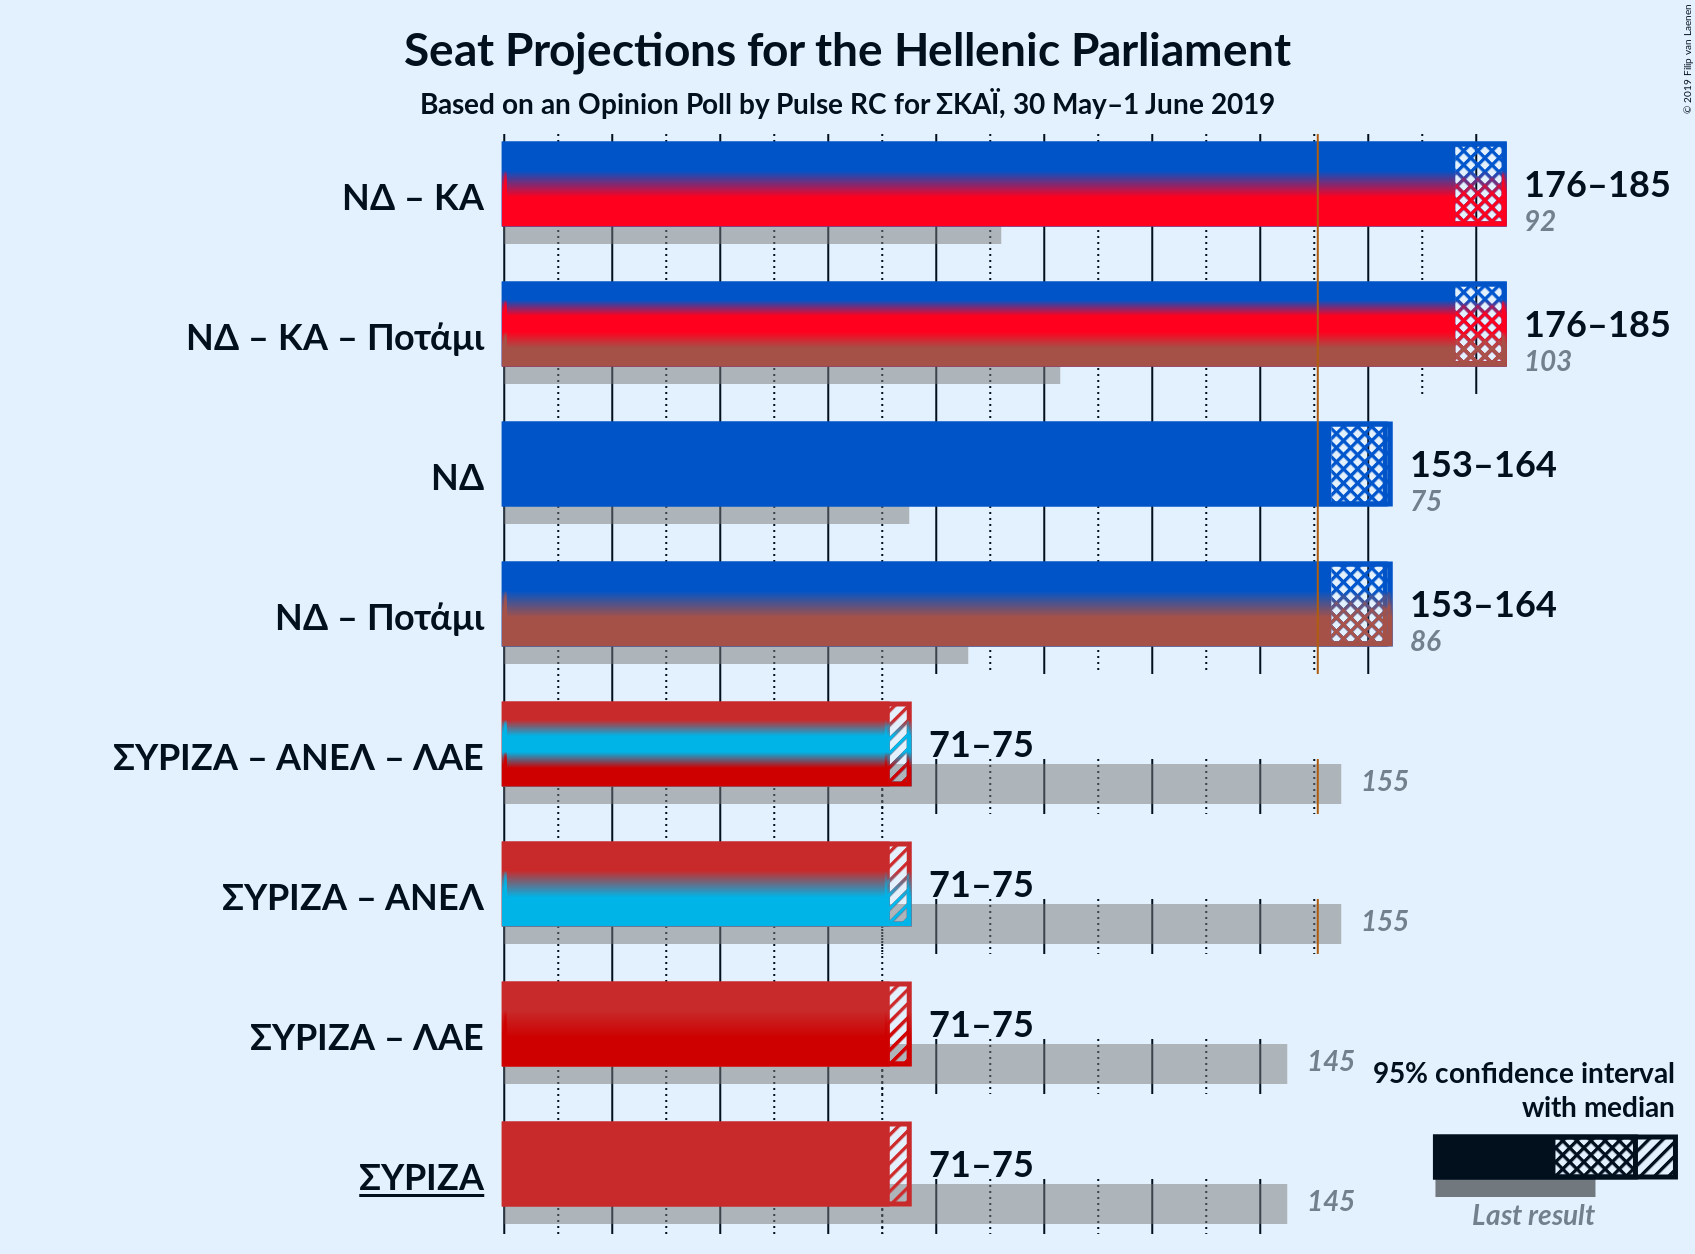 Seat Projections for the Hellenic Parliament
Based on an Opinion Poll by Pulse RC for ΣΚΑΪ, 30 May–1 June 2019
© 2019 Filip van Laenen
ΝΔ – ΚΑ
176–185
92
ΝΔ – ΚΑ – Ποτάμι
176–185
103
ΝΔ
153–164
75
ΝΔ – Ποτάμι
153–164
86
ΣΥΡΙΖΑ – ΑΝΕΛ – ΛΑΕ
71–75
155
ΣΥΡΙΖΑ – ΑΝΕΛ
71–75
155
ΣΥΡΙΖΑ – ΛΑΕ
71–75
145
ΣΥΡΙΖΑ
71–75
145
95% confidence interval
with median
Last result